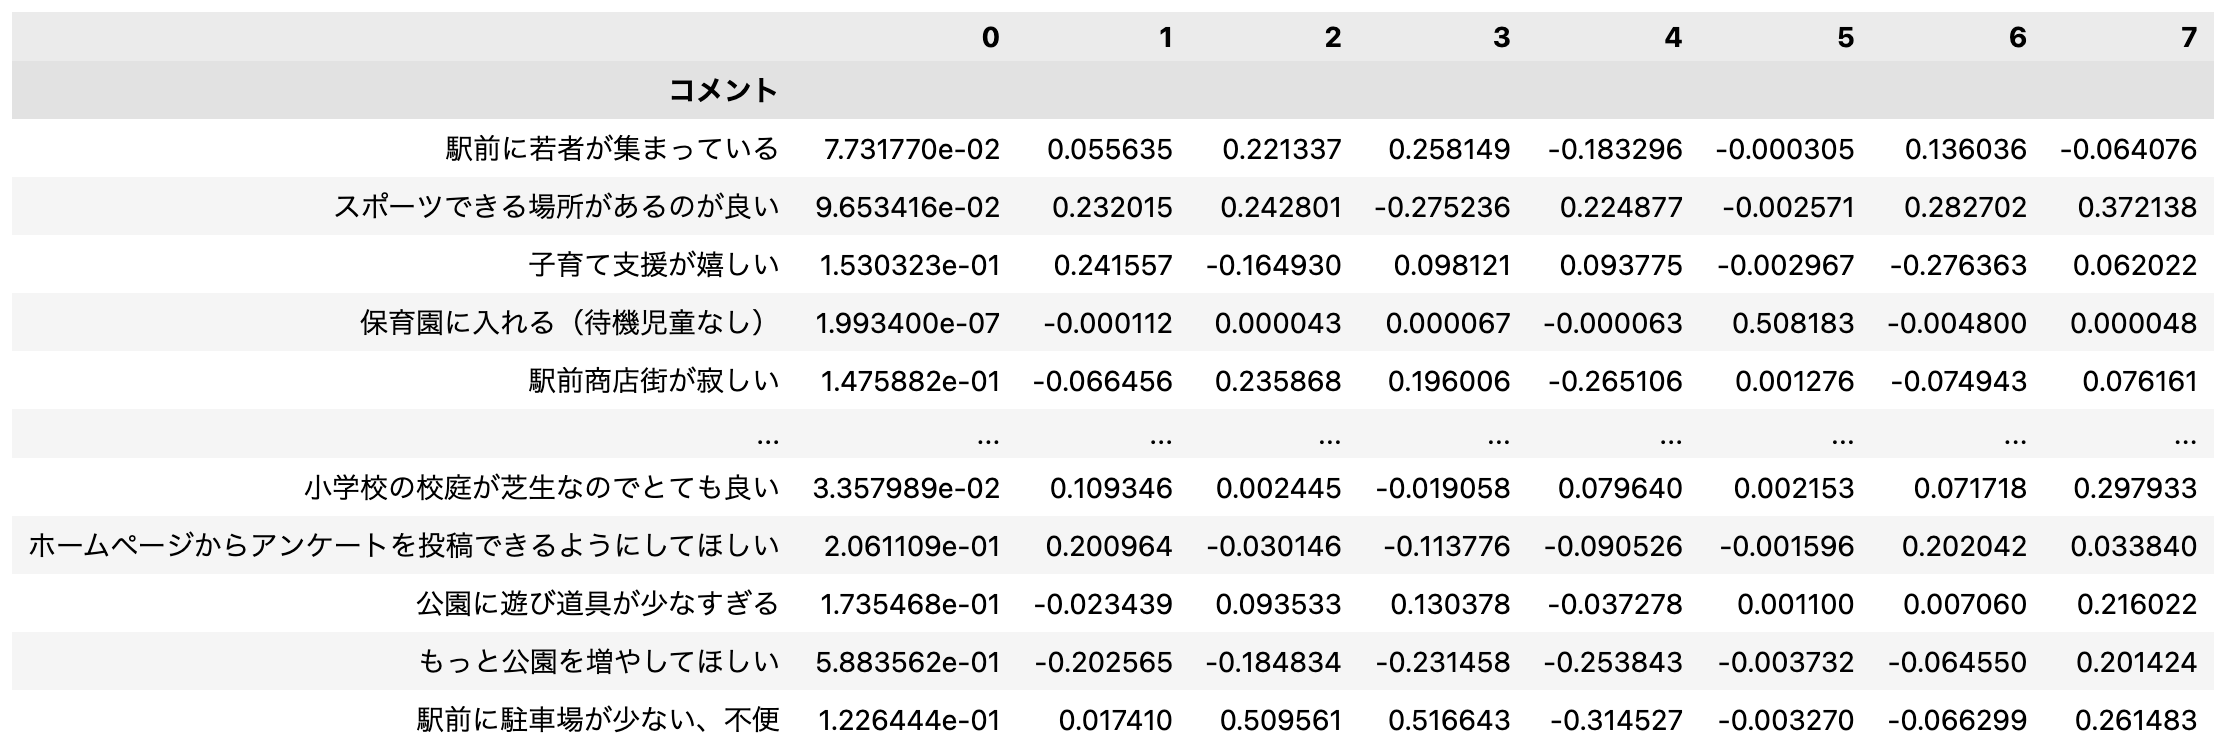 0 1 2 3 4 5 6 7
コメント
駅前に若者が集まっている 7.731770e-02 0.055635 0.221337 0.258149 -0.183296 -0.000305 0.136036 -0.064076
スポーツできる場所があるのが良い 9.653416e-02 0.232015 0.242801 -0.275236 0.224877 -0.002571 0.282702 0.372138
子育て支援が嬉しい 1.530323e-01 0.241557 -0.164930 0.098121 0.093775 -0.002967 -0.276363 0.062022
保育園に入れる（待機児童なし） 1.993400e-07 -0.000112 0.000043 0.000067 -0.000063 0.508183 -0.004800 0.000048
駅前商店街が寂しい 1.475882e-01 -0.066456 0.235868 0.196006 -0.265106 0.001276 -0.074943 0.076161
... ... ... ... ... ... ... ... ...
小学校の校庭が芝生なのでとても良い 3.357989e-02 0.109346 0.002445 -0.019058 0.079640 0.002153 0.071718 0.297933
ホームページからアンケートを投稿できるようにしてほしい 2.061109e-01 0.200964 -0.030146 -0.113776 -0.090526 -0.001596 0.202042 0.033840
公園に遊び道具が少なすぎる 1.735468e-01 -0.023439 0.093533 0.130378 -0.037278 0.001100 0.007060 0.216022
もっと公園を増やしてほしい 5.883562e-01 -0.202565 -0.184834 -0.231458 -0.253843 -0.003732 -0.064550 0.201424
駅前に駐車場が少ない、不便 1.226444e-01 0.017410 0.509561 0.516643 -0.314527 -0.003270 -0.066299 0.261483